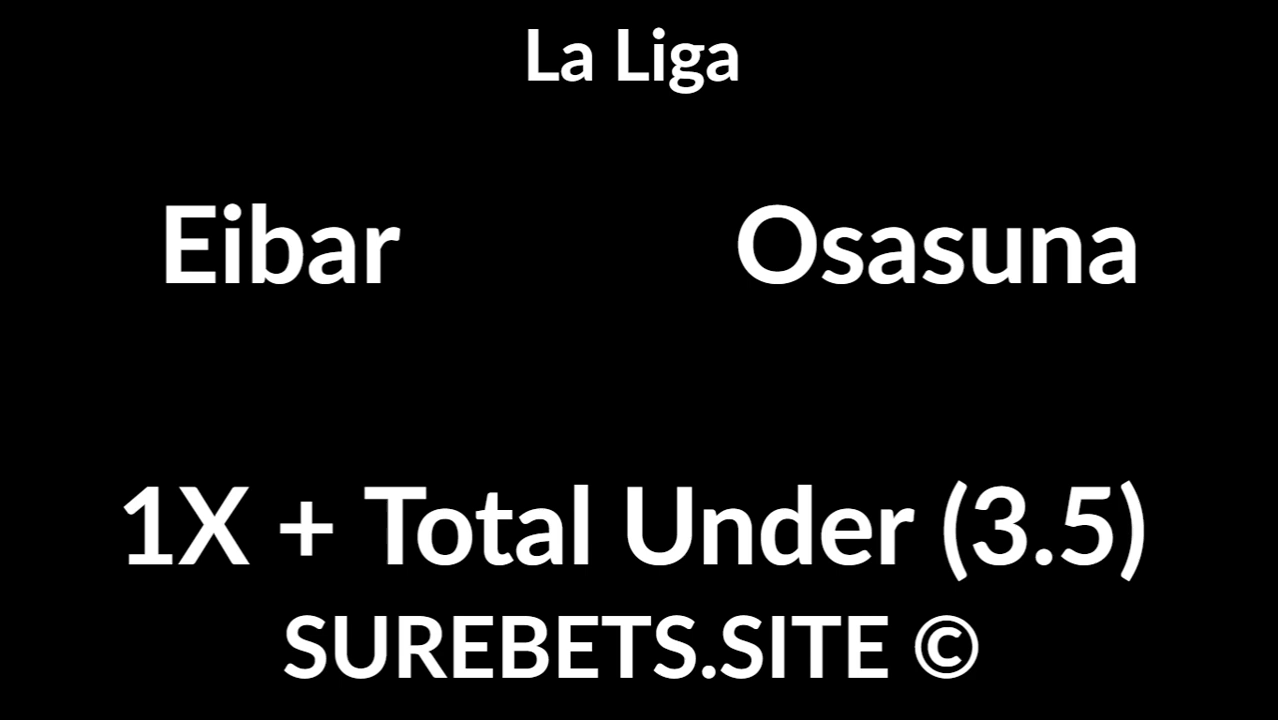 La Liga
Eibar Osasuna
1X + Total Under (3.5)
SUREBETS.SITE ©